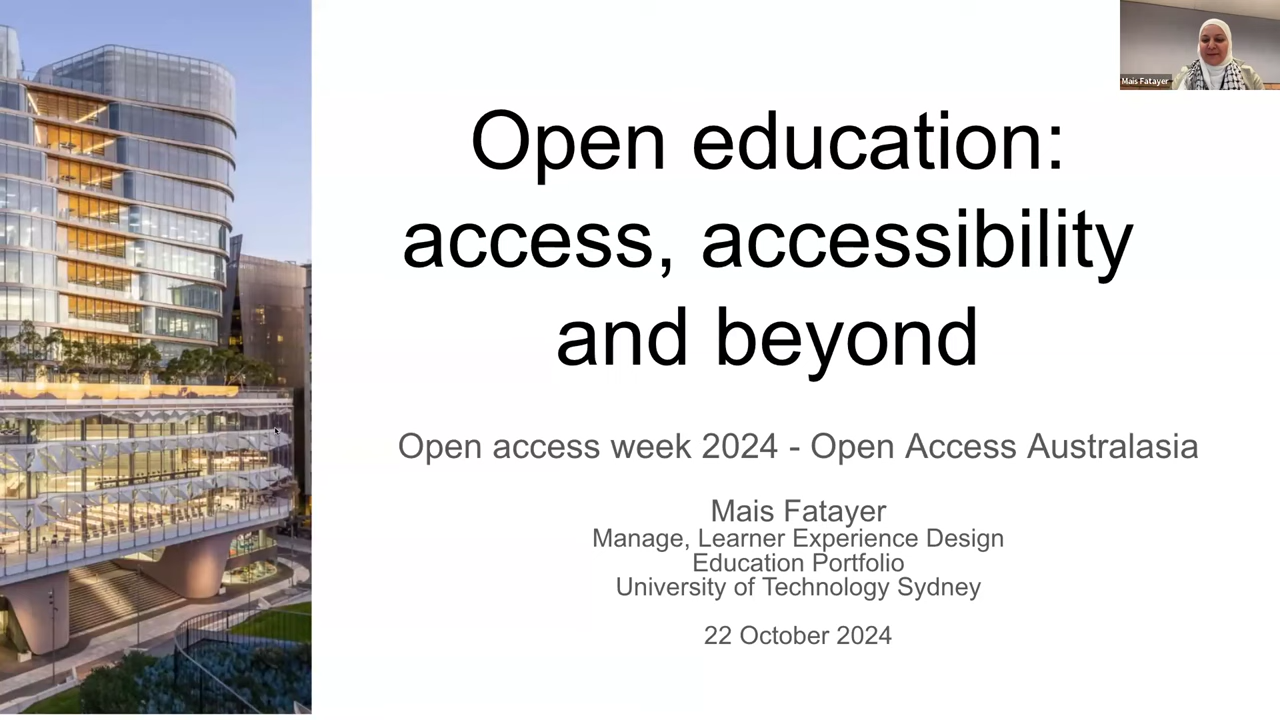 Mais Fatayer
Open education:
access, accessibility
and beyond
Open access week 2024 - Open Access Australasia
Mais Fatayer
Manage, Learner Experience Design
Education Portfolio
University of Technology Sydney
22 October 2024